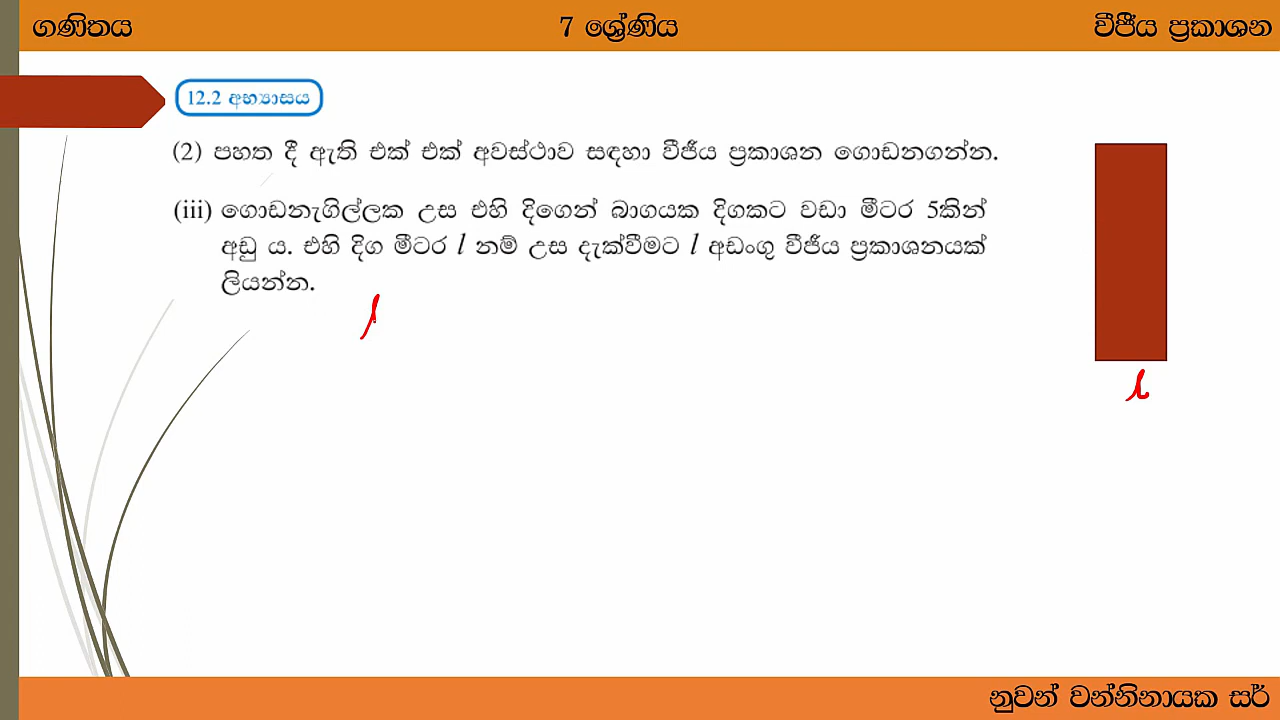 ගණිතය
7 ශ්‍රේණිය
වීජීය ප්‍රකාශන
12.2 අභ්‍යාසය
(2) පහත දී ඇති එක් එක් අවස්ථාව සඳහා වීජීය ප්‍රකාශන ගොඩනගන්න.
(iii) ගොඩනැගිල්ලක උස එහි දිගෙන් බාගයක දිගකට වඩා මීටර 5කින්
අඩු ය. එහි දිග මීටර l නම් උස දැක්වීමට l අඩංගු වීජීය ප්‍රකාශනයක්
ලියන්න.
l
l
නුවන් වන්නිනායක සර්